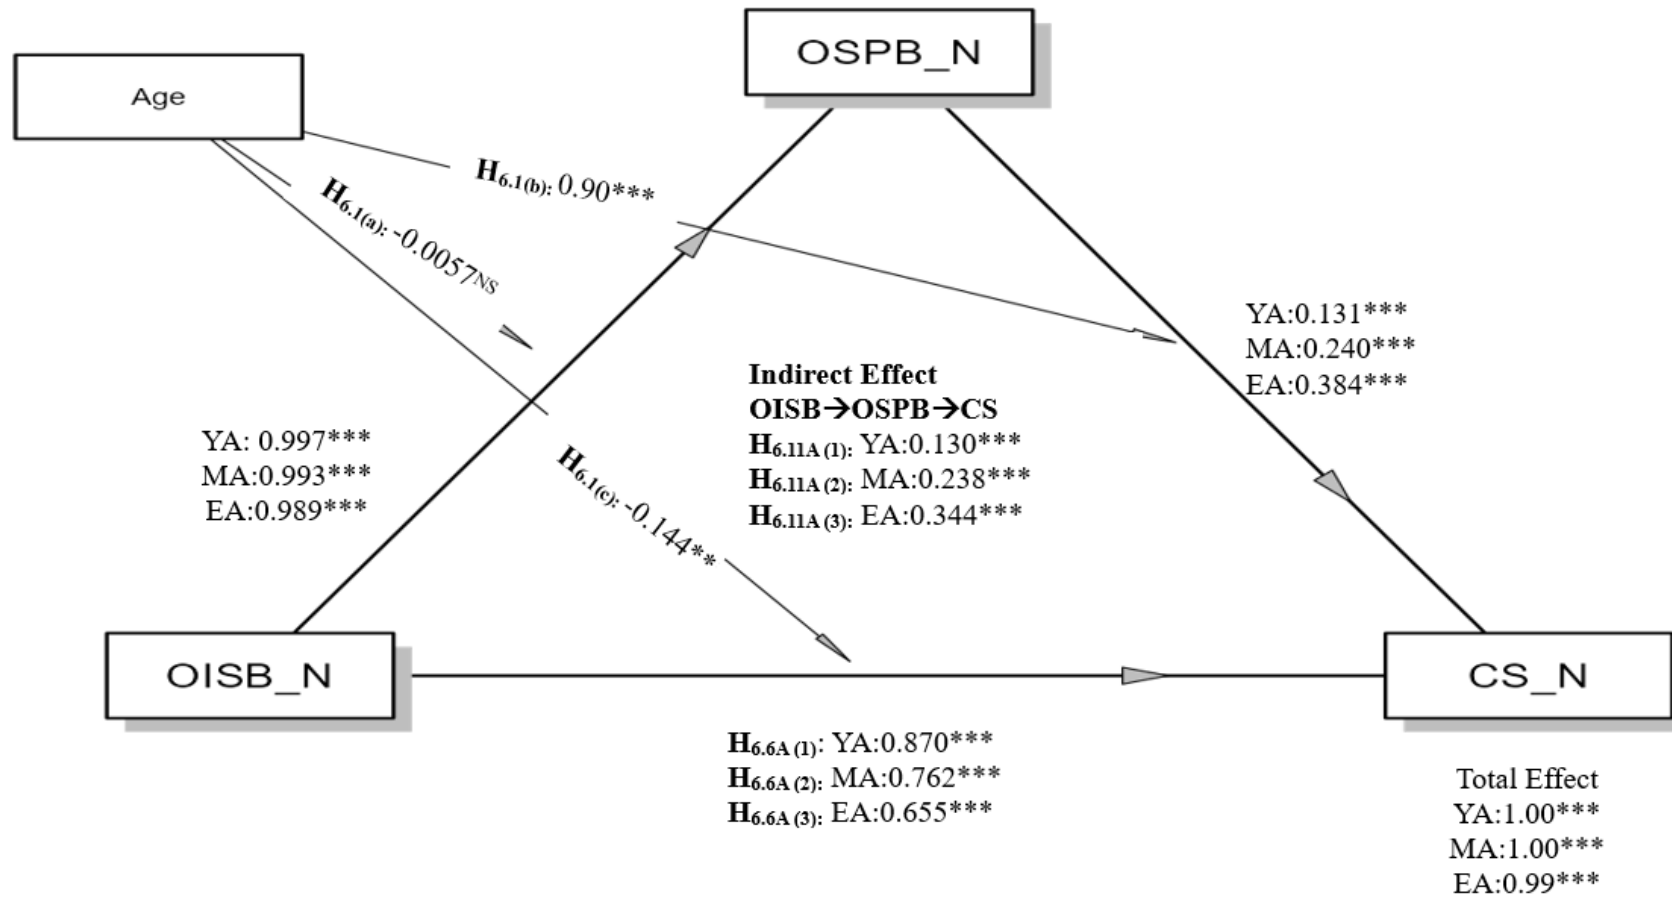 OSPB_N
Age
H6.1(b): 0.90***
H6.1(a): -0.0057NS
YA:0.131***
MA:0.240***
EA:0.384***
Indirect Effect
OISB→OSPB→CS
H6.11A (1): YA:0.130***
H6.11A (2): MA:0.238***
H6.11A (3): EA:0.344***
YA: 0.997***
MA:0.993***
EA:0.989***
H6.1(c): -0.144**
OISB_N
CS_N
H6.6A (1): YA:0.870***
H6.6A (2): MA:0.762***
H6.6A (3): EA:0.655***
Total Effect
YA:1.00***
MA:1.00***
EA:0.99***